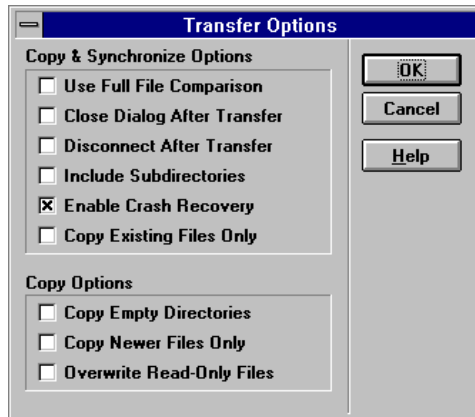 Transfer Options
Copy & Synchronize Options
Use Full File Comparison
Close Dialog After Transfer
Disconnect After Transfer
Include Subdirectories
Enable Crash Recovery
Copy Existing Files Only
Copy Options
Copy Empty Directories
Copy Newer Files Only
Overwrite Read-Only Files
OK
Cancel
Help